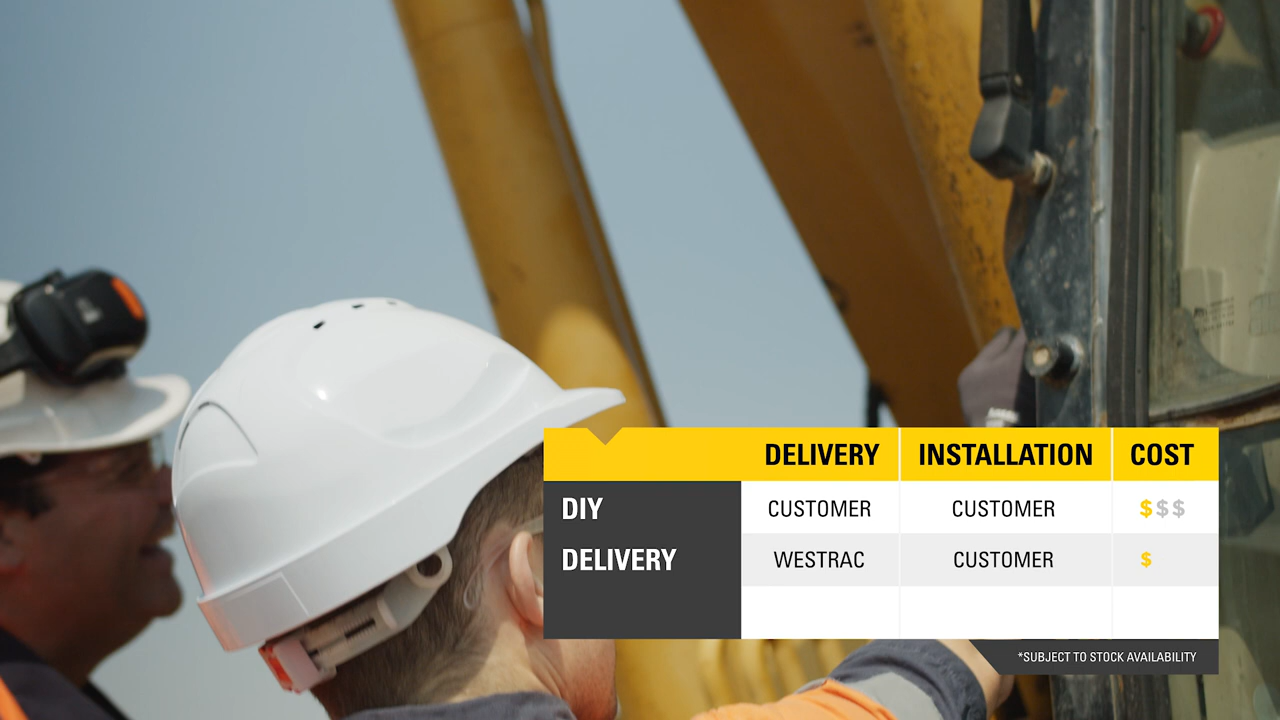 DELIVERY INSTALLATION COST
DIY CUSTOMER CUSTOMER $$$
DELIVERY WESTRAC CUSTOMER $
*SUBJECT TO STOCK AVAILABILITY